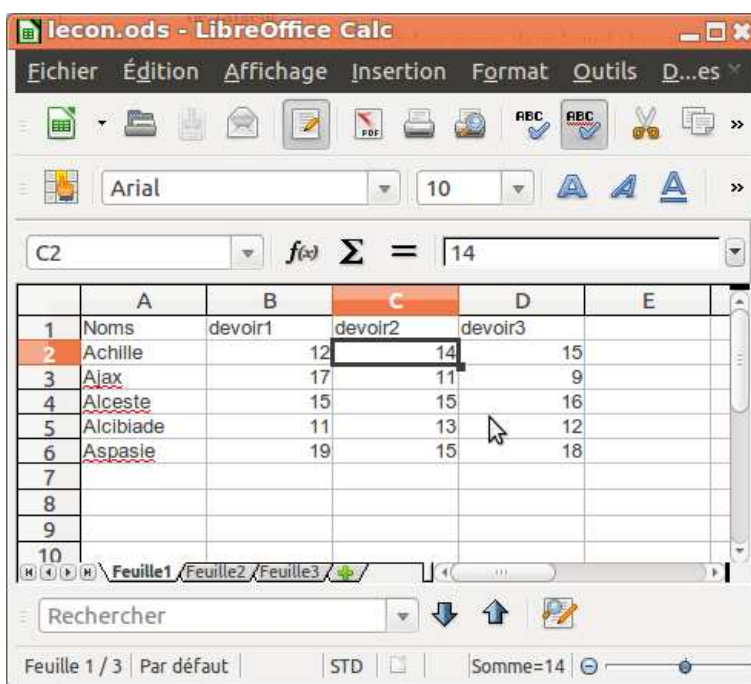 lecon.ods - LibreOffice Calc
Fichier Édition Affichage Insertion Format Outils D...es
PDF ABC ABC
Arial 10
C2 f(x) Σ = 14
A B C D E
1 Noms devoir1 devoir2 devoir3
2 Achille 12 14 15
3 Ajax 17 11 9
4 Alceste 15 15 16
5 Alcibiade 11 13 12
6 Aspasie 19 15 18
7
8
9
10
Feuille1 Feuille2 Feuille3
Rechercher
Feuille 1 / 3 Par défaut STD Somme=14